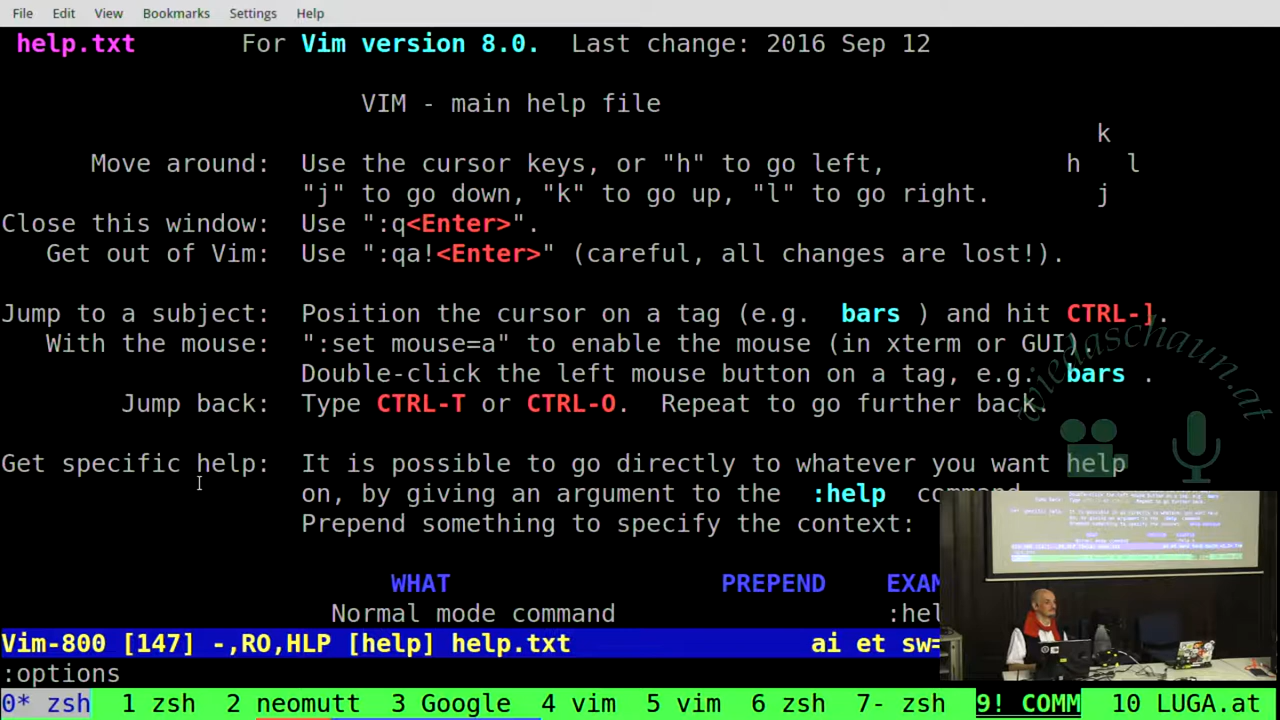 File Edit View Bookmarks Settings Help
help.txt For Vim version 8.0. Last change: 2016 Sep 12
VIM - main help file
k
Move around: Use the cursor keys, or "h" to go left, h l
"j" to go down, "k" to go up, "l" to go right. j
Close this window: Use ":q<Enter>".
Get out of Vim: Use ":qa!<Enter>" (careful, all changes are lost!).
Jump to a subject: Position the cursor on a tag (e.g. bars ) and hit CTRL-].
With the mouse: ":set mouse=a" to enable the mouse (in xterm or GUI).
Double-click the left mouse button on a tag, e.g. bars .
Jump back: Type CTRL-T or CTRL-O. Repeat to go further back.
wiedaschaun.at
Get specific help: It is possible to go directly to whatever you want help
on, by giving an argument to the :help command
Prepend something to specify the context:
WHAT PREPEND EXAM
Normal mode command :hel
Vim-800 [147] -,RO,HLP [help] help.txt ai et sw=
:options
0* zsh 1 zsh 2 neomutt 3 Google 4 vim 5 vim 6 zsh 7- zsh 9! COMM 10 LUGA.at